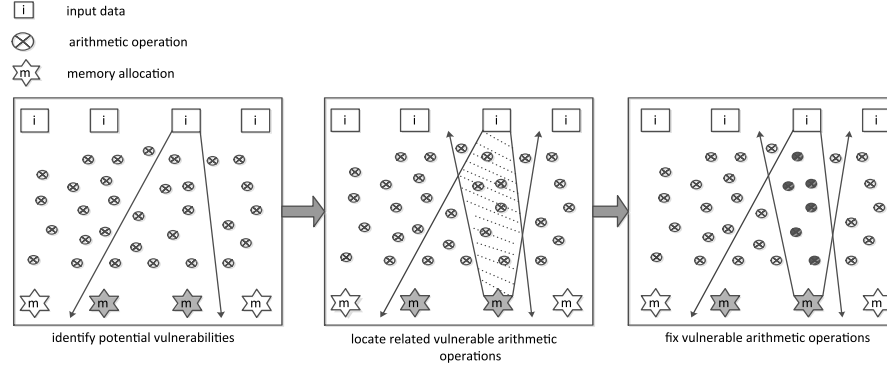 i input data
arithmetic operation
m memory allocation
i i i i
i i i i
i i i i
m m m m
m m m m
m m m m
identify potential vulnerabilities
locate related vulnerable arithmetic
operations
fix vulnerable arithmetic operations